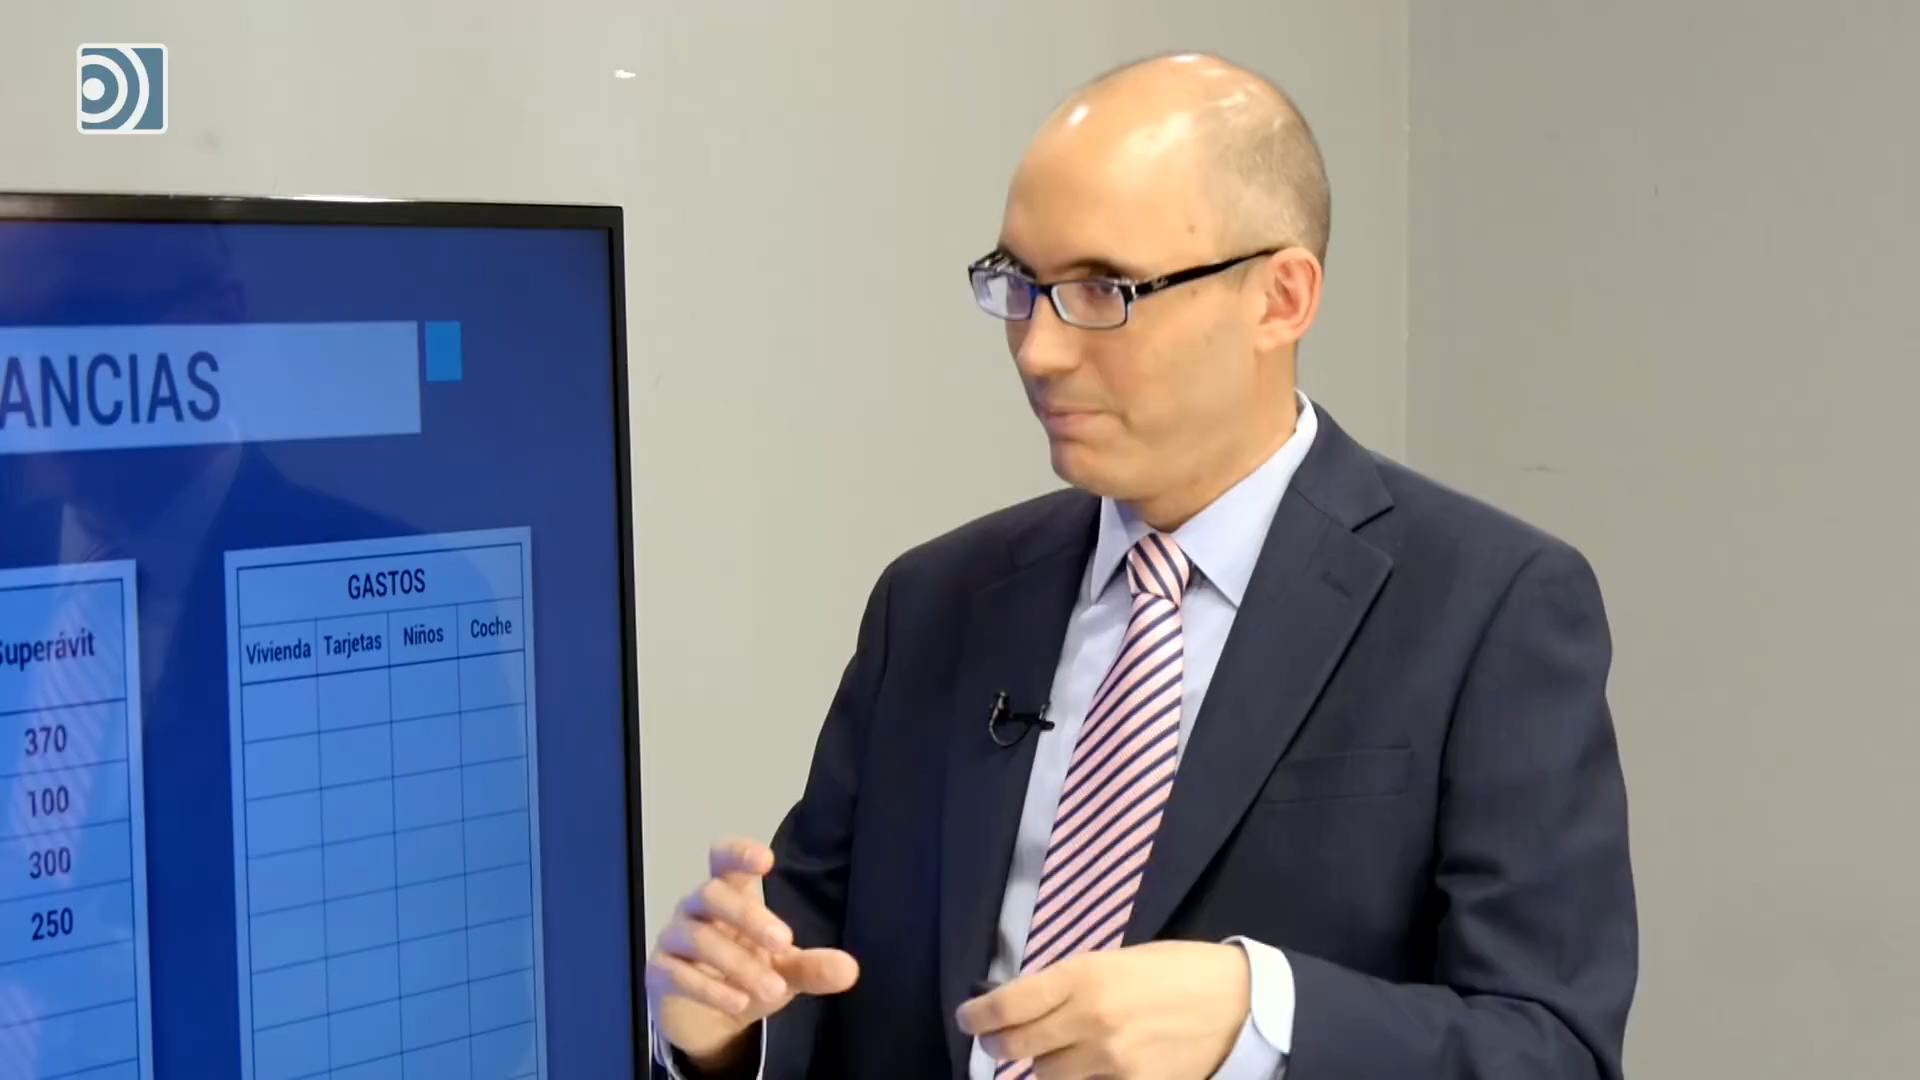 ANCIAS
Superávit
370
100
300
250
GASTOS
Vivienda Tarjetas Niños Coche